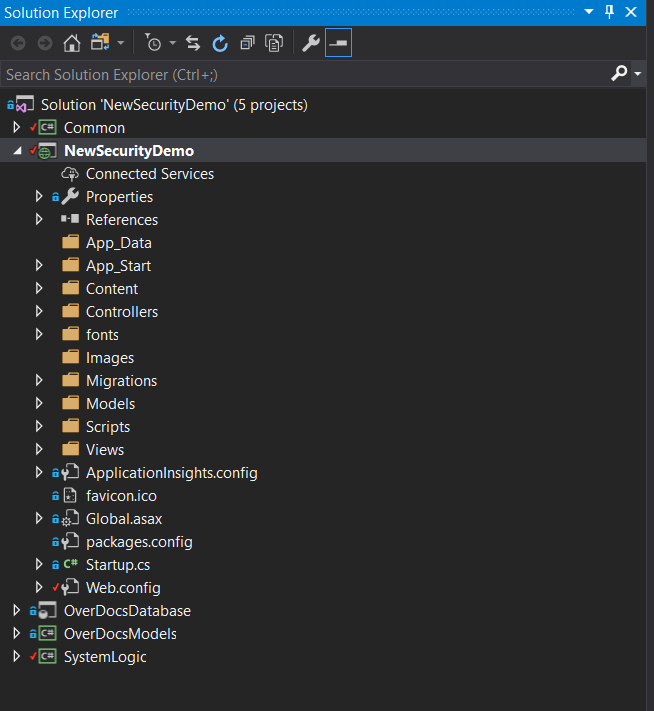 Solution Explorer
Search Solution Explorer (Ctrl+;)
Solution 'NewSecurityDemo' (5 projects)
C# Common
NewSecurityDemo
Connected Services
Properties
References
App_Data
App_Start
Content
Controllers
fonts
Images
Migrations
Models
Scripts
Views
ApplicationInsights.config
favicon.ico
Global.asax
packages.config
C# Startup.cs
Web.config
OverDocsDatabase
C# OverDocsModels
C# SystemLogic